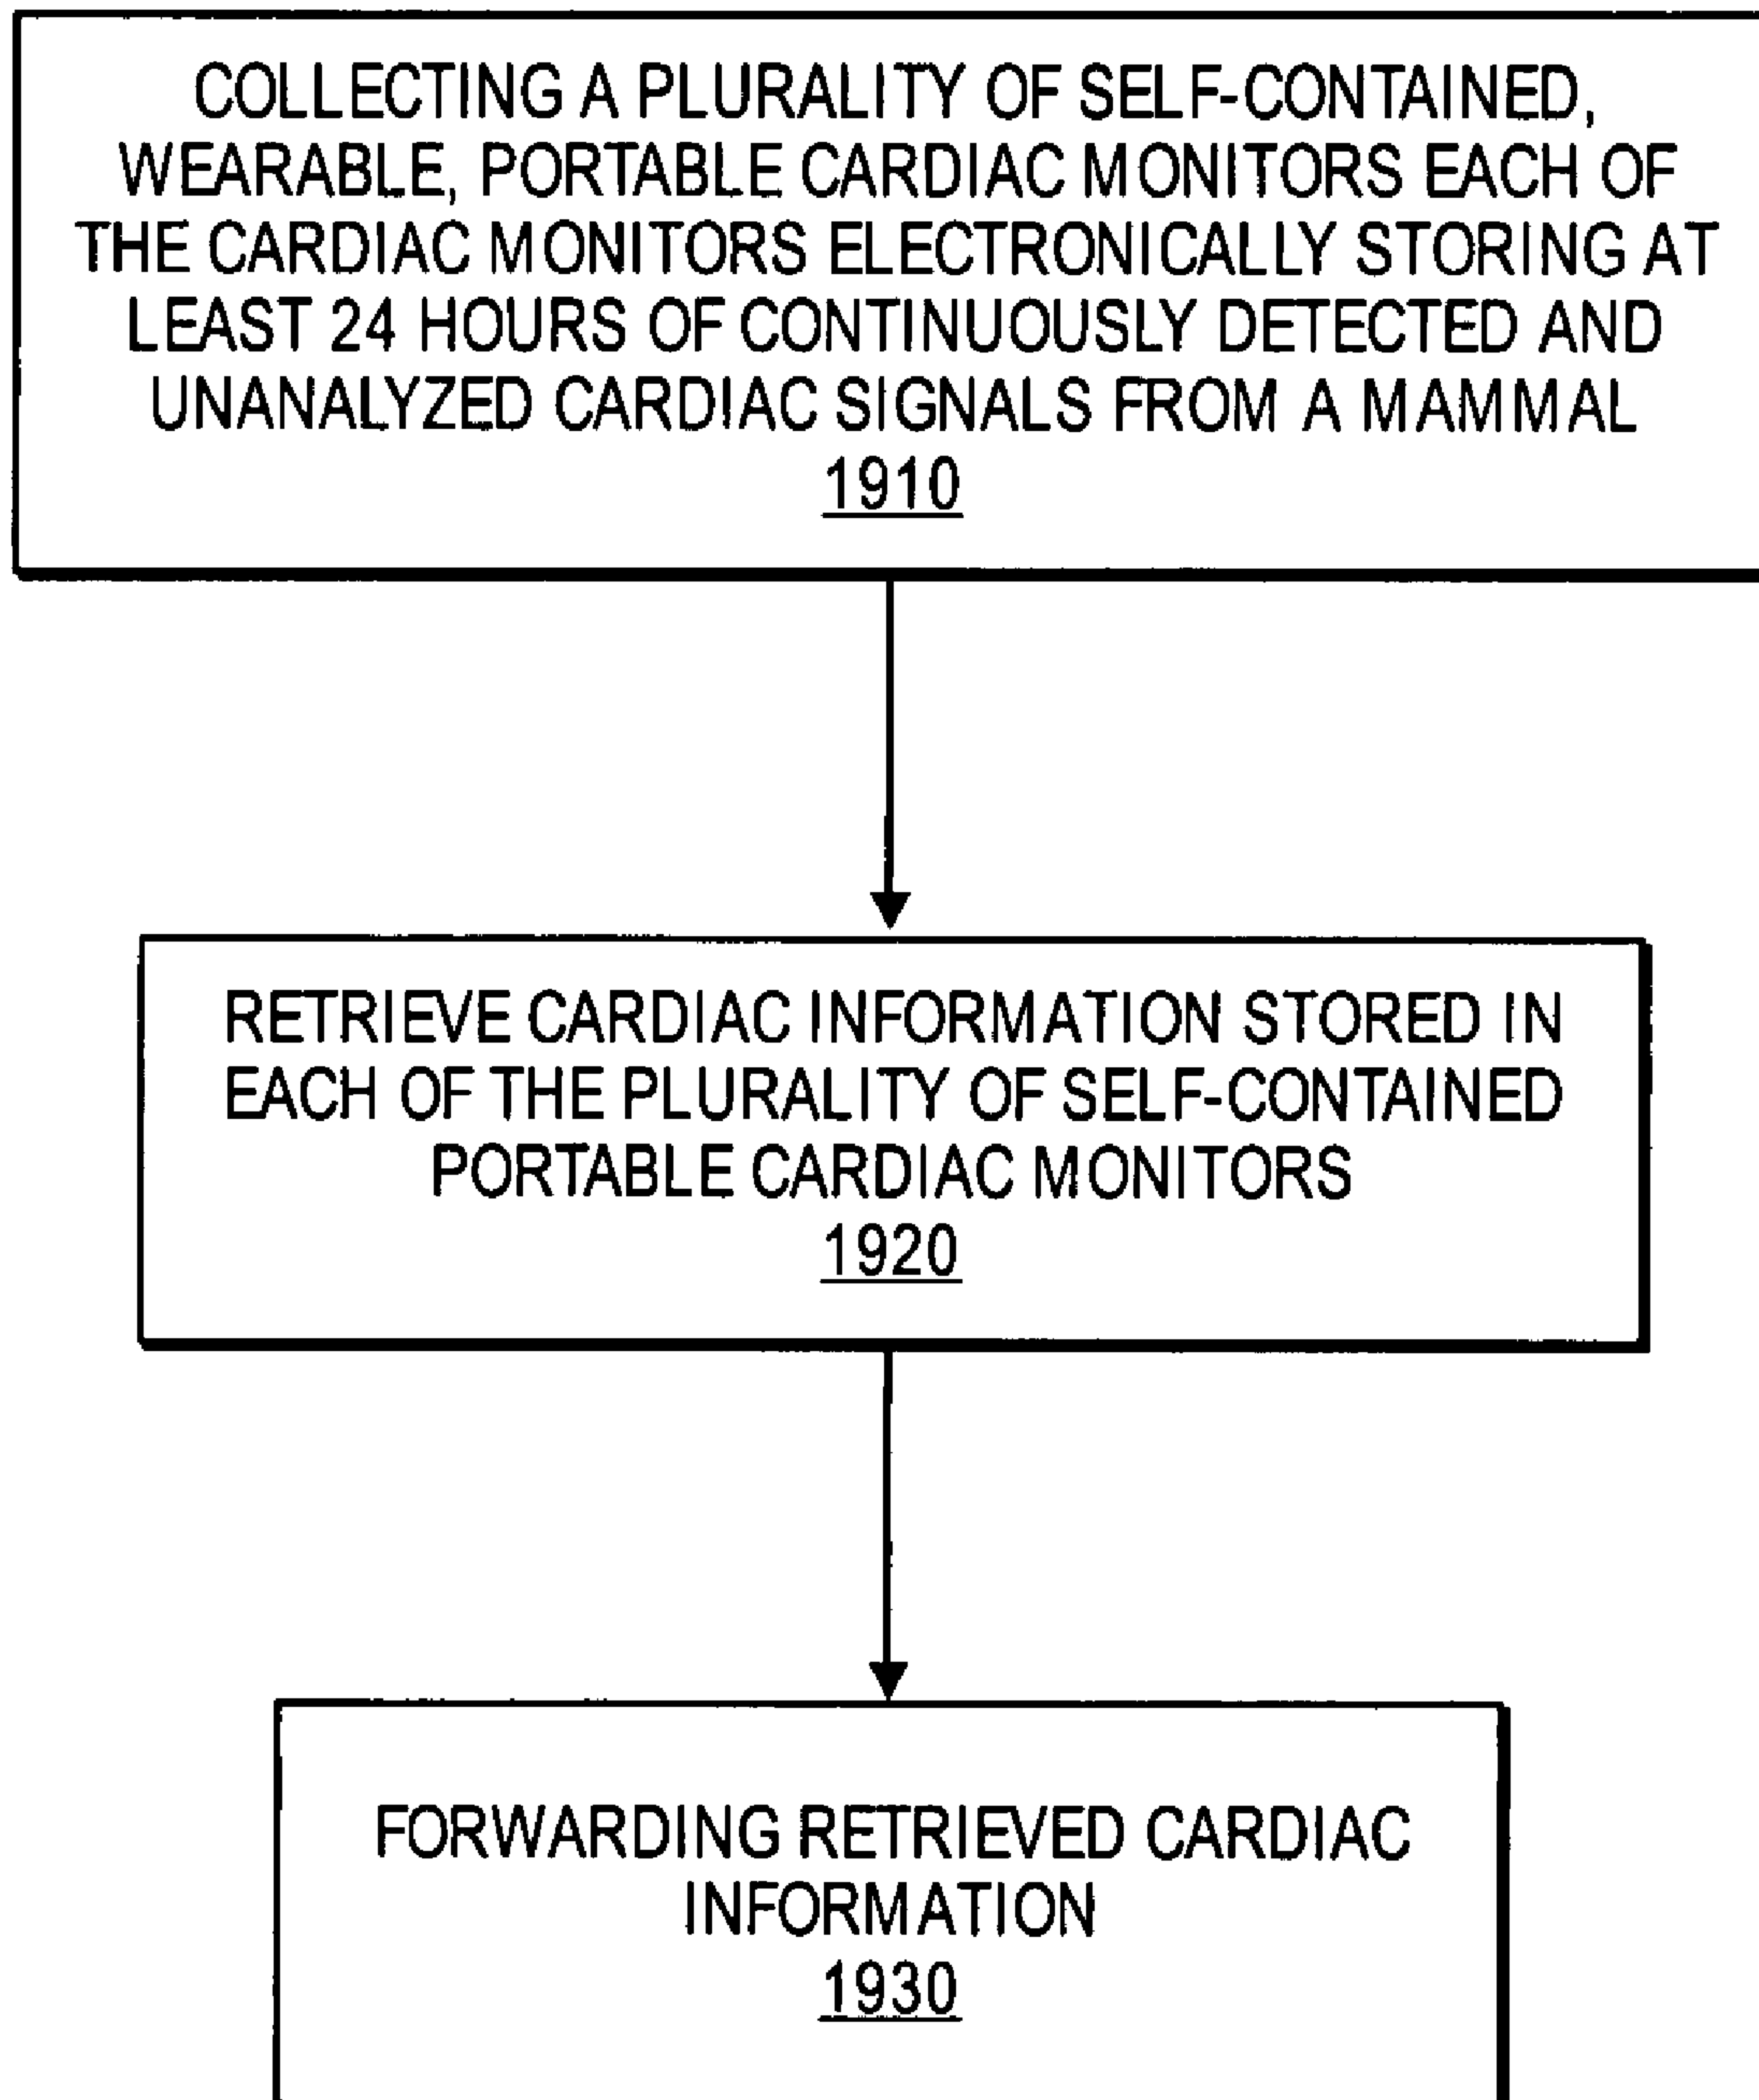 COLLECTING A PLURALITY OF SELF-CONTAINED,
WEARABLE, PORTABLE CARDIAC MONITORS EACH OF
THE CARDIAC MONITORS ELECTRONICALLY STORING AT
LEAST 24 HOURS OF CONTINUOUSLY DETECTED AND
UNANALYZED CARDIAC SIGNALS FROM A MAMMAL
1910
RETRIEVE CARDIAC INFORMATION STORED IN
EACH OF THE PLURALITY OF SELF-CONTAINED
PORTABLE CARDIAC MONITORS
1920
FORWARDING RETRIEVED CARDIAC
INFORMATION
1930